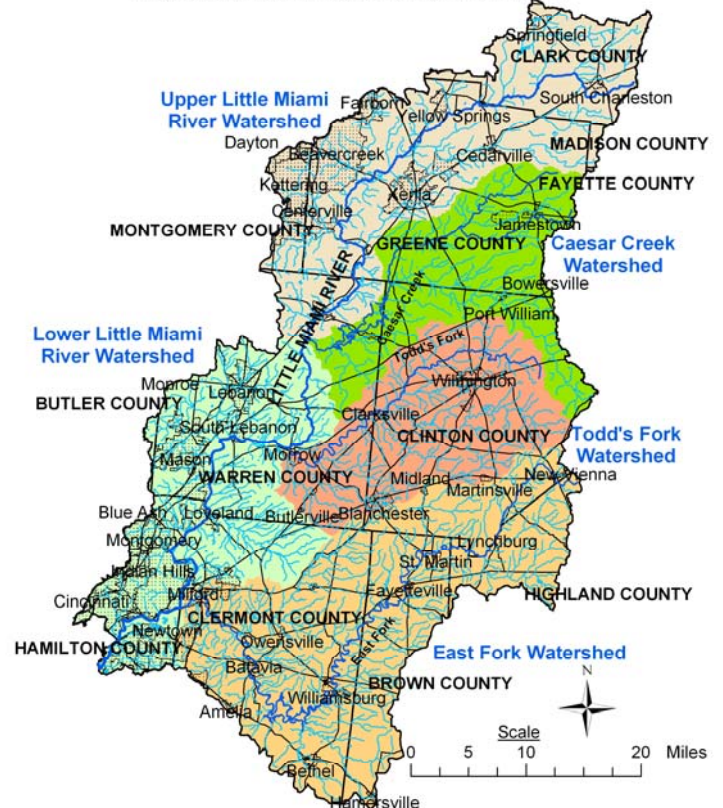 Springfield
CLARK COUNTY
Upper Little Miami
River Watershed
Fairborn
Yellow Springs
South Charleston
Dayton
Beavercreek
Cedarville
MADISON COUNTY
Kettering
Xenia
FAYETTE COUNTY
Centerville
Jamestown
MONTGOMERY COUNTY
GREENE COUNTY
Caesar Creek
Watershed
LITTLE MIAMI RIVER
Caesar Creek
Bowersville
Port William
Lower Little Miami
River Watershed
Todd's Fork
Monroe
Lebanon
Wilmington
BUTLER COUNTY
Clarksville
South Lebanon
CLINTON COUNTY
Todd's Fork
Watershed
Mason
Morrow
WARREN COUNTY
Midland
New Vienna
Martinsville
Blue Ash
Loveland
Butlerville
Blanchester
Montgomery
Lynchburg
St. Martin
Indian Hills
Cincinnati
Milford
Fayetteville
HIGHLAND COUNTY
CLERMONT COUNTY
Newtown
Owensville
HAMILTON COUNTY
East Fork
East Fork Watershed
Batavia
BROWN COUNTY
N
Amelia
Williamsburg
Scale
0 5 10 20 Miles
Bethel
Hamersville